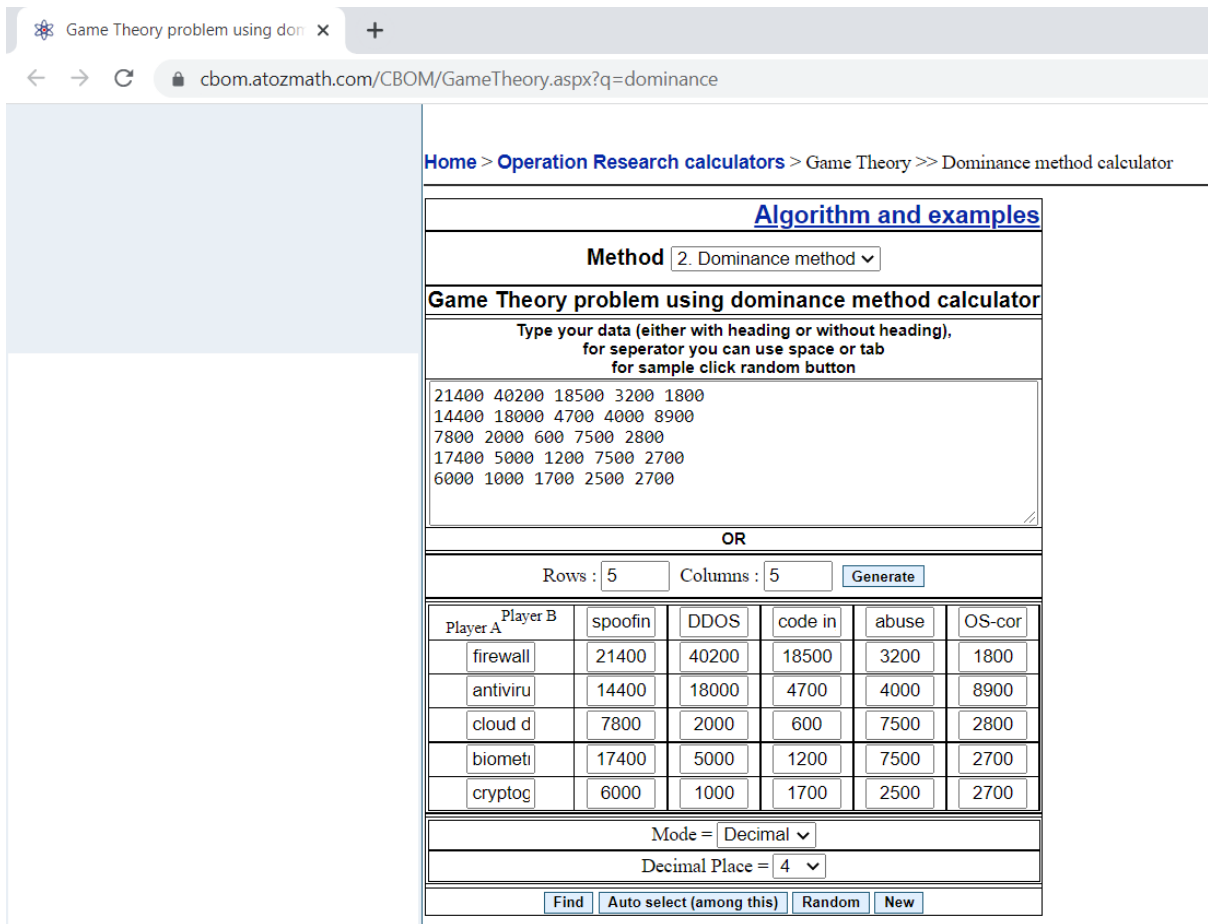 Game Theory problem using don
cbom.atozmath.com/CBOM/GameTheory.aspx?q=dominance
Home > Operation Research calculators > Game Theory >> Dominance method calculator
Algorithm and examples
Method 2. Dominance method
Game Theory problem using dominance method calculator
Type your data (either with heading or without heading),
for seperator you can use space or tab
for sample click random button
21400 40200 18500 3200 1800
14400 18000 4700 4000 8900
7800 2000 600 7500 2800
17400 5000 1200 7500 2700
6000 1000 1700 2500 2700
OR
Rows : 5 Columns : 5 Generate
Player B
Player A spoofin DDOS code in abuse OS-cor
firewall 21400 40200 18500 3200 1800
antiviru 14400 18000 4700 4000 8900
cloud d 7800 2000 600 7500 2800
biometi 17400 5000 1200 7500 2700
cryptog 6000 1000 1700 2500 2700
Mode = Decimal
Decimal Place = 4
Find Auto select (among this) Random New